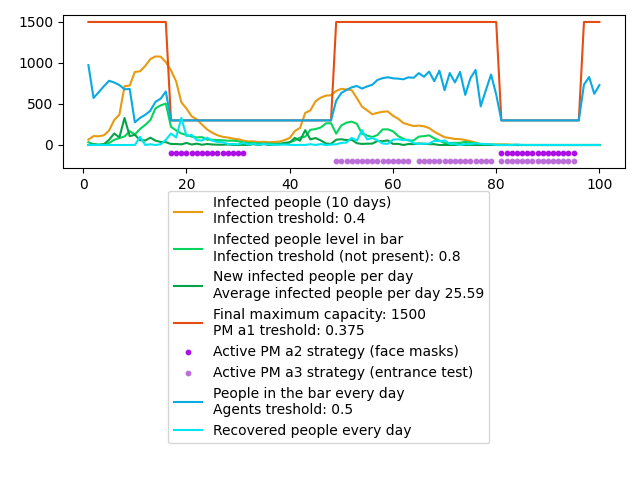 1500
1000
500
0
0 20 40 60 80 100
Infected people (10 days)
Infection treshold: 0.4
Infected people level in bar
Infection treshold (not present): 0.8
New infected people per day
Average infected people per day 25.59
Final maximum capacity: 1500
PM a1 treshold: 0.375
Active PM a2 strategy (face masks)
Active PM a3 strategy (entrance test)
People in the bar every day
Agents treshold: 0.5
Recovered people every day